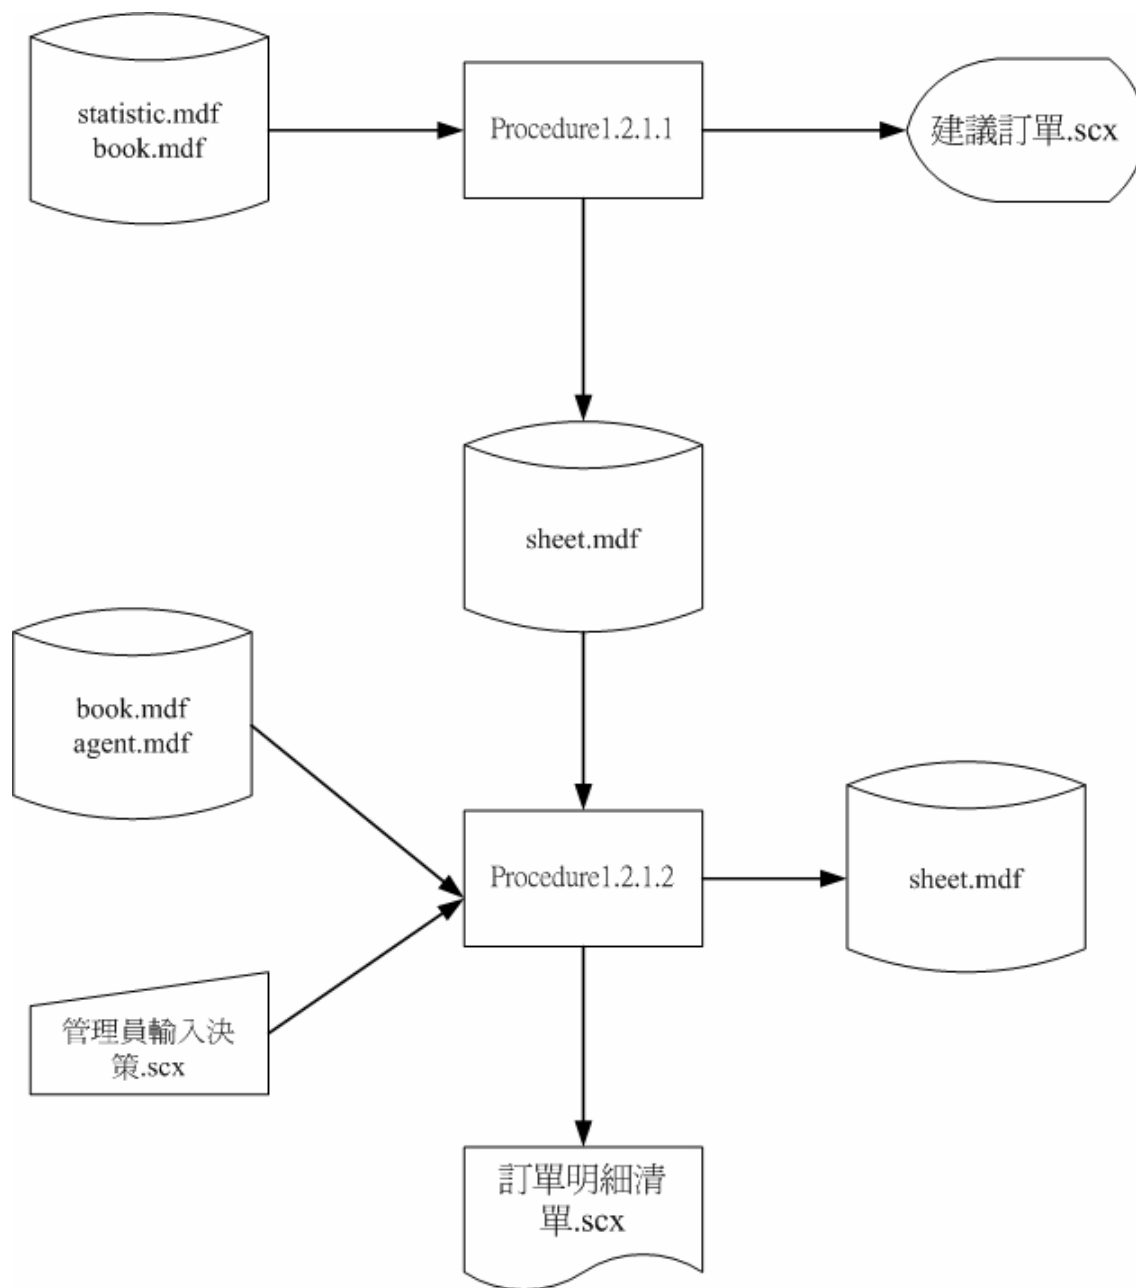 statistic.mdf
book.mdf
Procedure1.2.1.1
建議訂單.scx
sheet.mdf
book.mdf
agent.mdf
Procedure1.2.1.2
sheet.mdf
管理員輸入決
策.scx
訂單明細清
單.scx